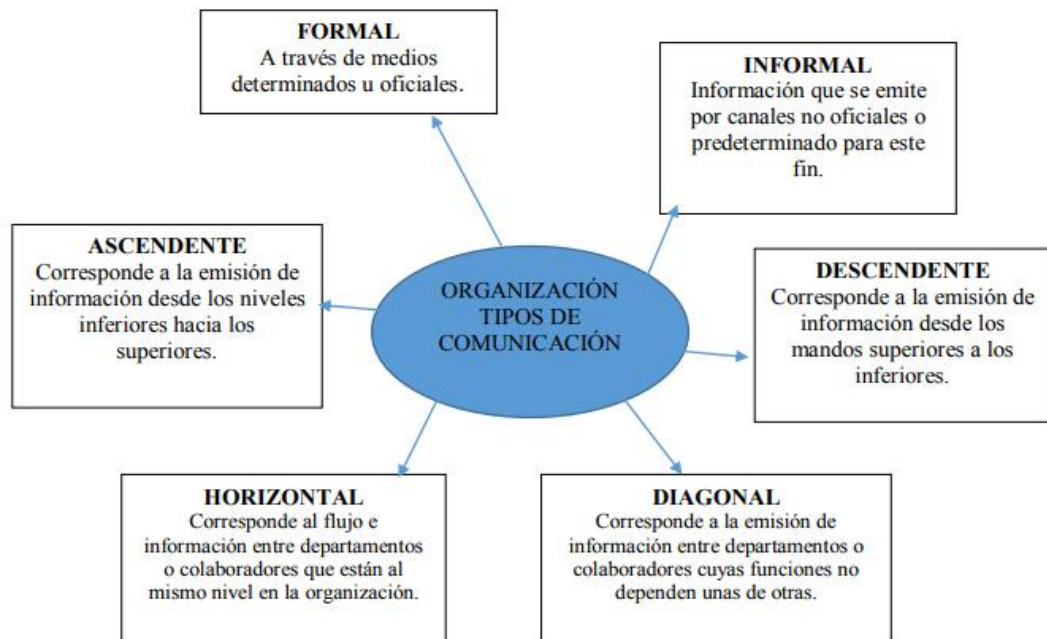 FORMAL
A través de medios
determinados u oficiales.
INFORMAL
Información que se emite
por canales no oficiales o
predeterminado para este
fin.
ASCENDENTE
Corresponde a la emisión de
información desde los niveles
inferiores hacia los
superiores.
ORGANIZACIÓN
TIPOS DE
COMUNICACIÓN
DESCENDENTE
Corresponde a la emisión de
información desde los
mandos superiores a los
inferiores.
HORIZONTAL
Corresponde al flujo e
información entre departamentos
o colaboradores que están al
mismo nivel en la organización.
DIAGONAL
Corresponde a la emisión de
información entre departamentos o
colaboradores cuyas funciones no
dependen unas de otras.